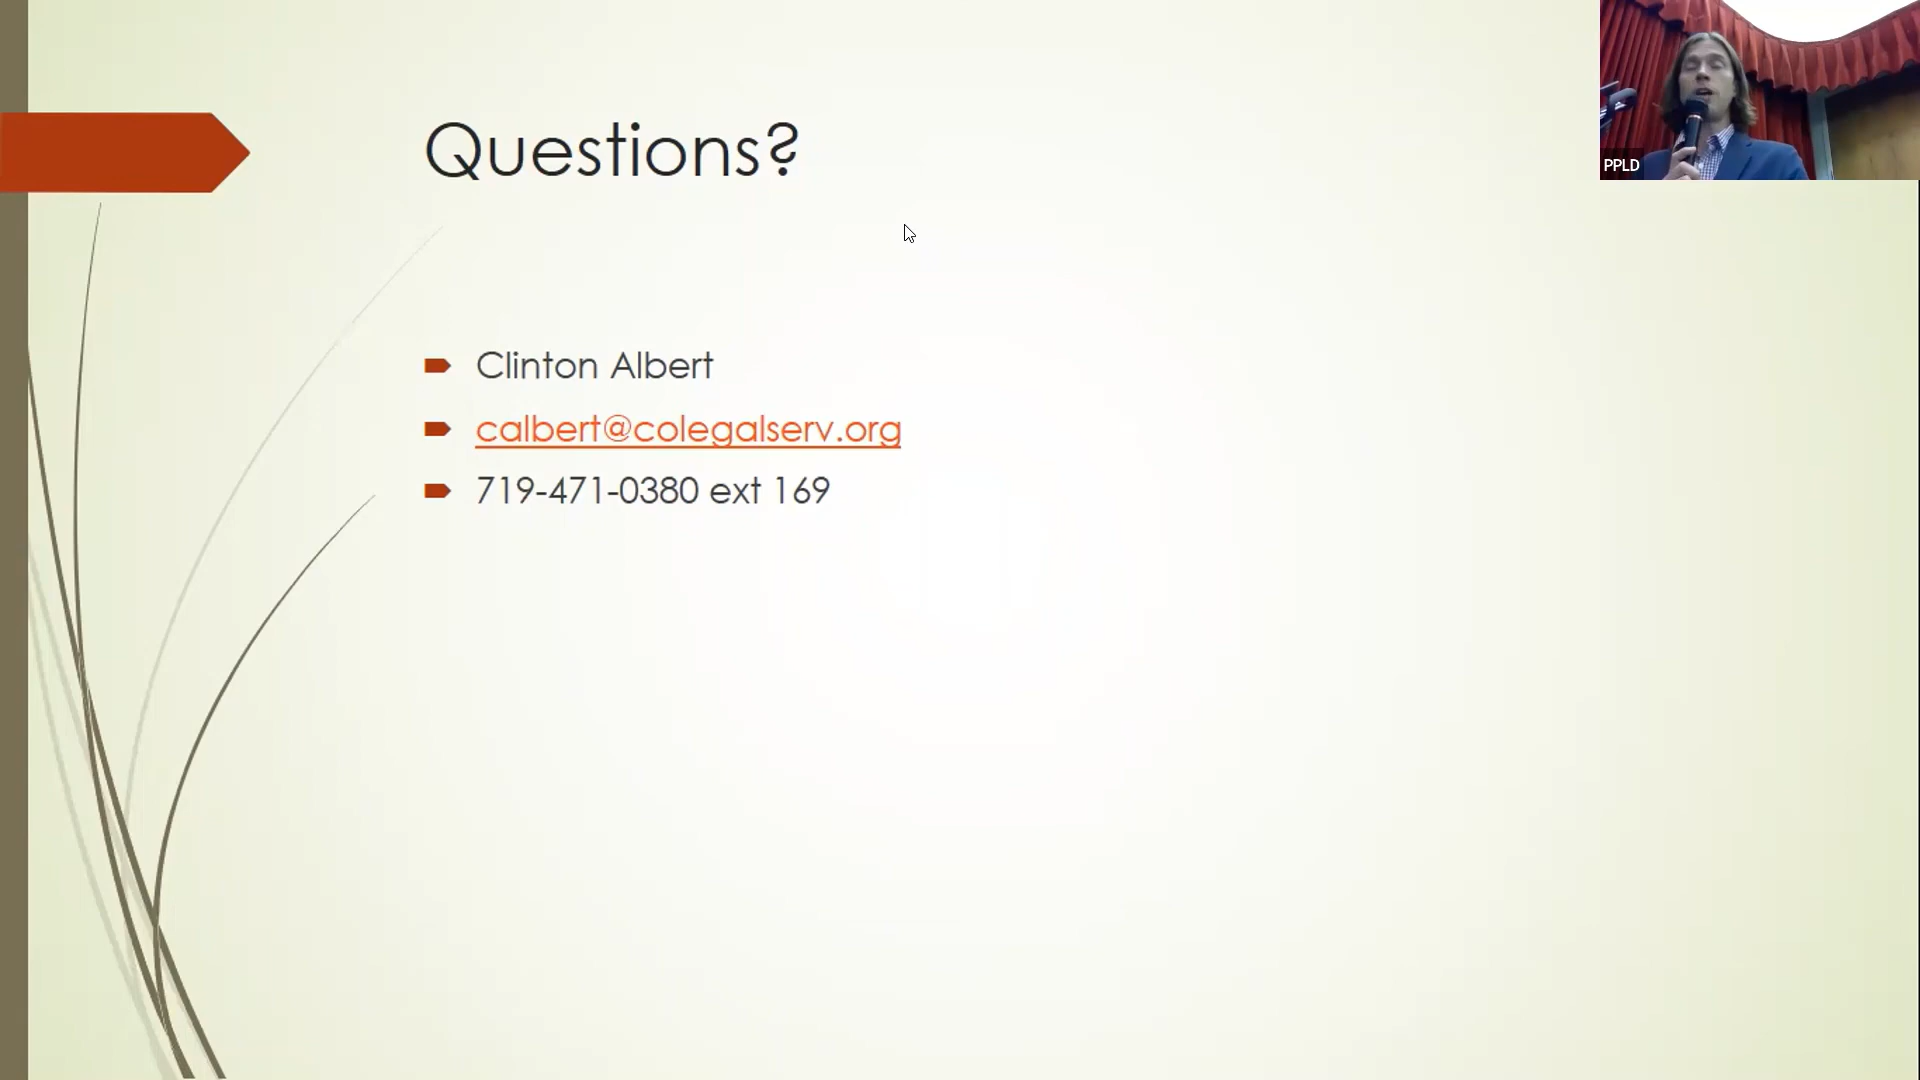 Questions?
Clinton Albert
calbert@colegalserv.org
719-471-0380 ext 169
PPLD